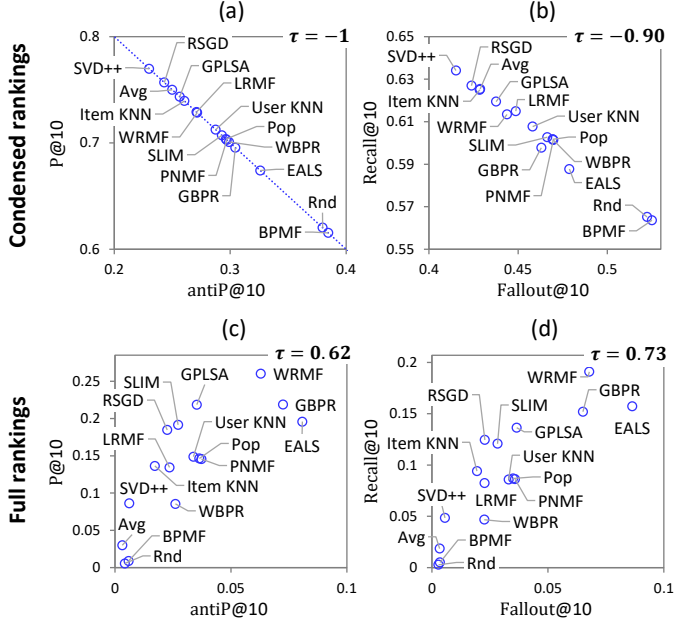 Condensed rankings
(a)
τ = −1
P@10
0.8
0.7
0.6
SVD++
RSGD
Avg
GPLSA
Item KNN
LRMF
WRMF
User KNN
SLIM
Pop
PNMF
WBPR
GBPR
EALS
Rnd
BPMF
0.2
0.3
0.4
antiP@10
(b)
τ = −0.90
Recall@10
0.65
0.63
0.61
0.59
0.57
0.55
SVD++
RSGD
Avg
Item KNN
GPLSA
WRMF
LRMF
User KNN
SLIM
Pop
GBPR
WBPR
PNMF
EALS
Rnd
BPMF
0.4
0.45
0.5
Fallout@10
Full rankings
(c)
τ = 0.62
P@10
0.25
0.2
0.15
0.1
0.05
0
SLIM
GPLSA
WRMF
RSGD
GBPR
EALS
LRMF
User KNN
Pop
PNMF
Item KNN
SVD++
WBPR
Avg
BPMF
Rnd
0
0.05
0.1
antiP@10
(d)
τ = 0.73
Recall@10
0.2
0.15
0.1
0.05
0
WRMF
GBPR
RSGD
SLIM
EALS
GPLSA
Item KNN
User KNN
Pop
LRMF
PNMF
SVD++
WBPR
Avg
BPMF
Rnd
0
0.05
0.1
Fallout@10